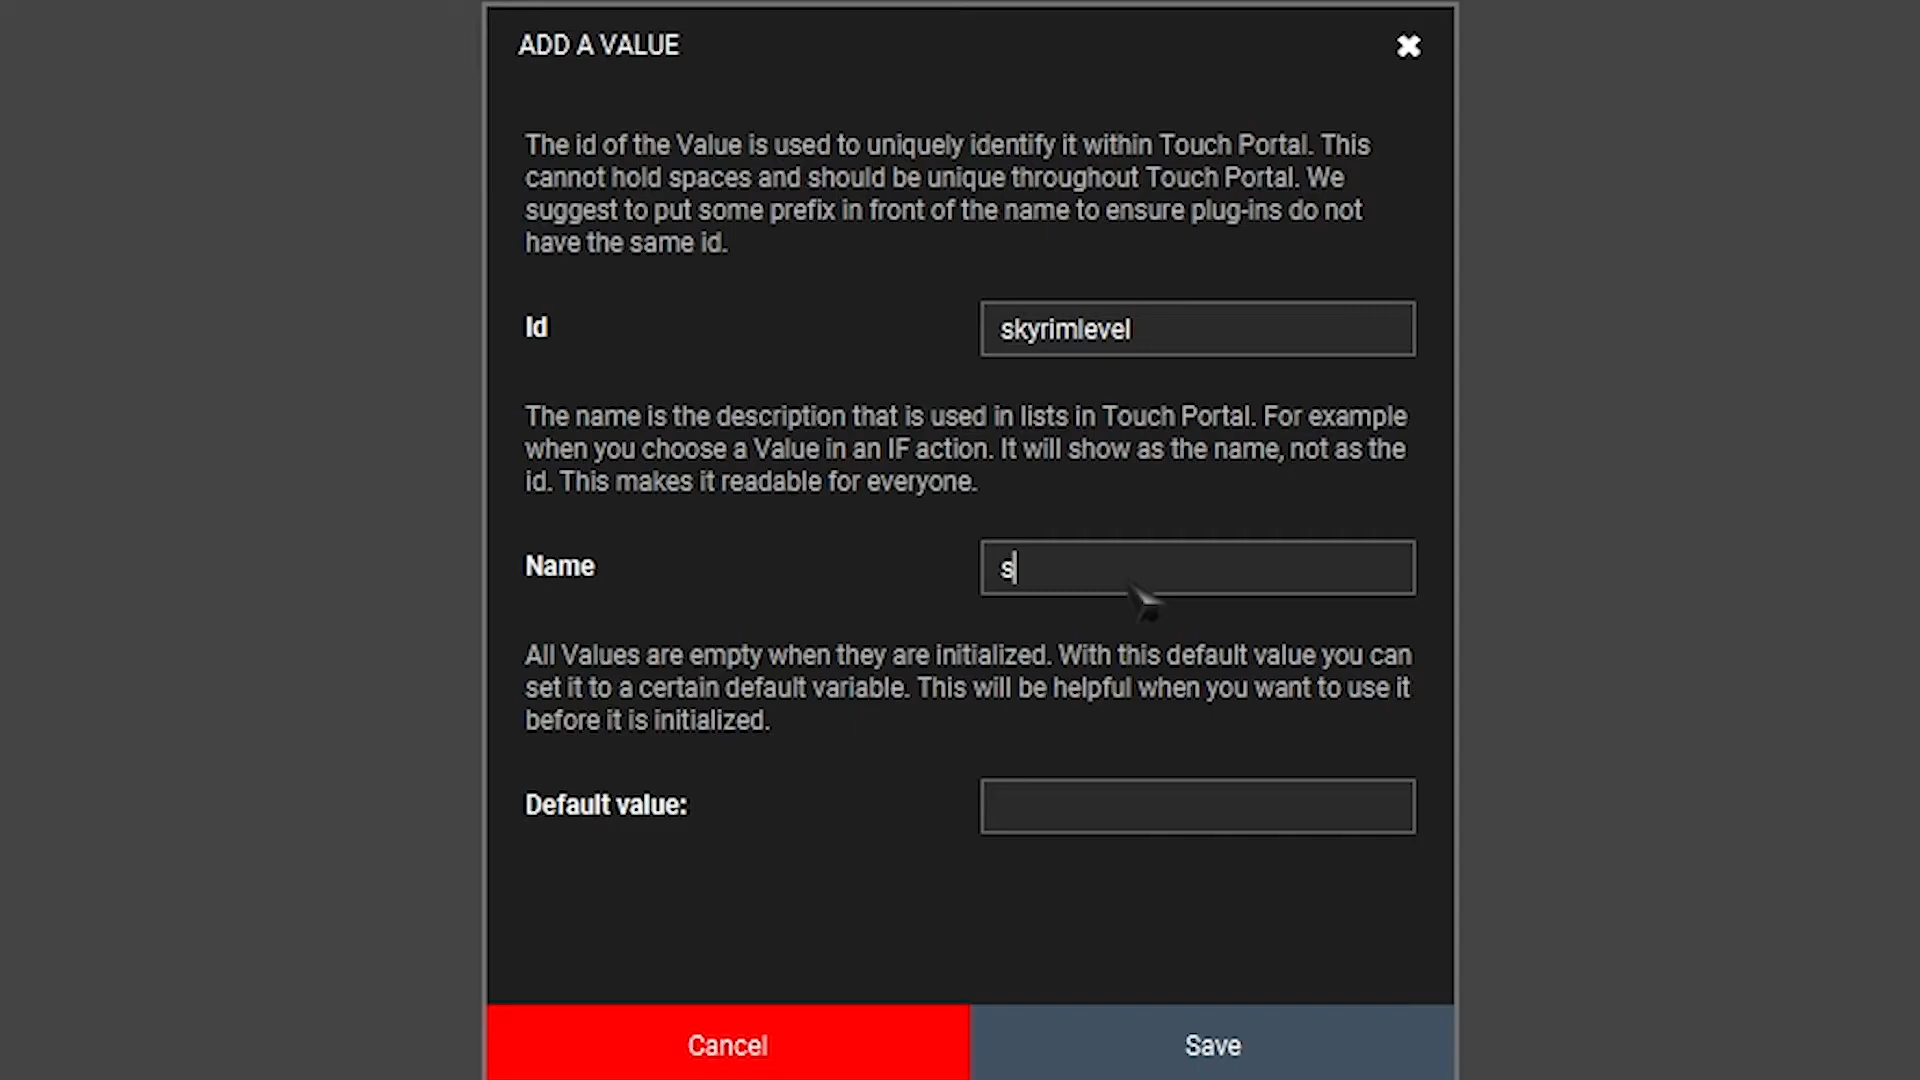 ADD A VALUE
The id of the Value is used to uniquely identify it within Touch Portal. This
cannot hold spaces and should be unique throughout Touch Portal. We
suggest to put some prefix in front of the name to ensure plug-ins do not
have the same id.
Id
skyrimlevel
The name is the description that is used in lists in Touch Portal. For example
when you choose a Value in an IF action. It will show as the name, not as the
id. This makes it readable for everyone.
Name
s
All Values are empty when they are initialized. With this default value you can
set it to a certain default variable. This will be helpful when you want to use it
before it is initialized.
Default value:
Cancel
Save